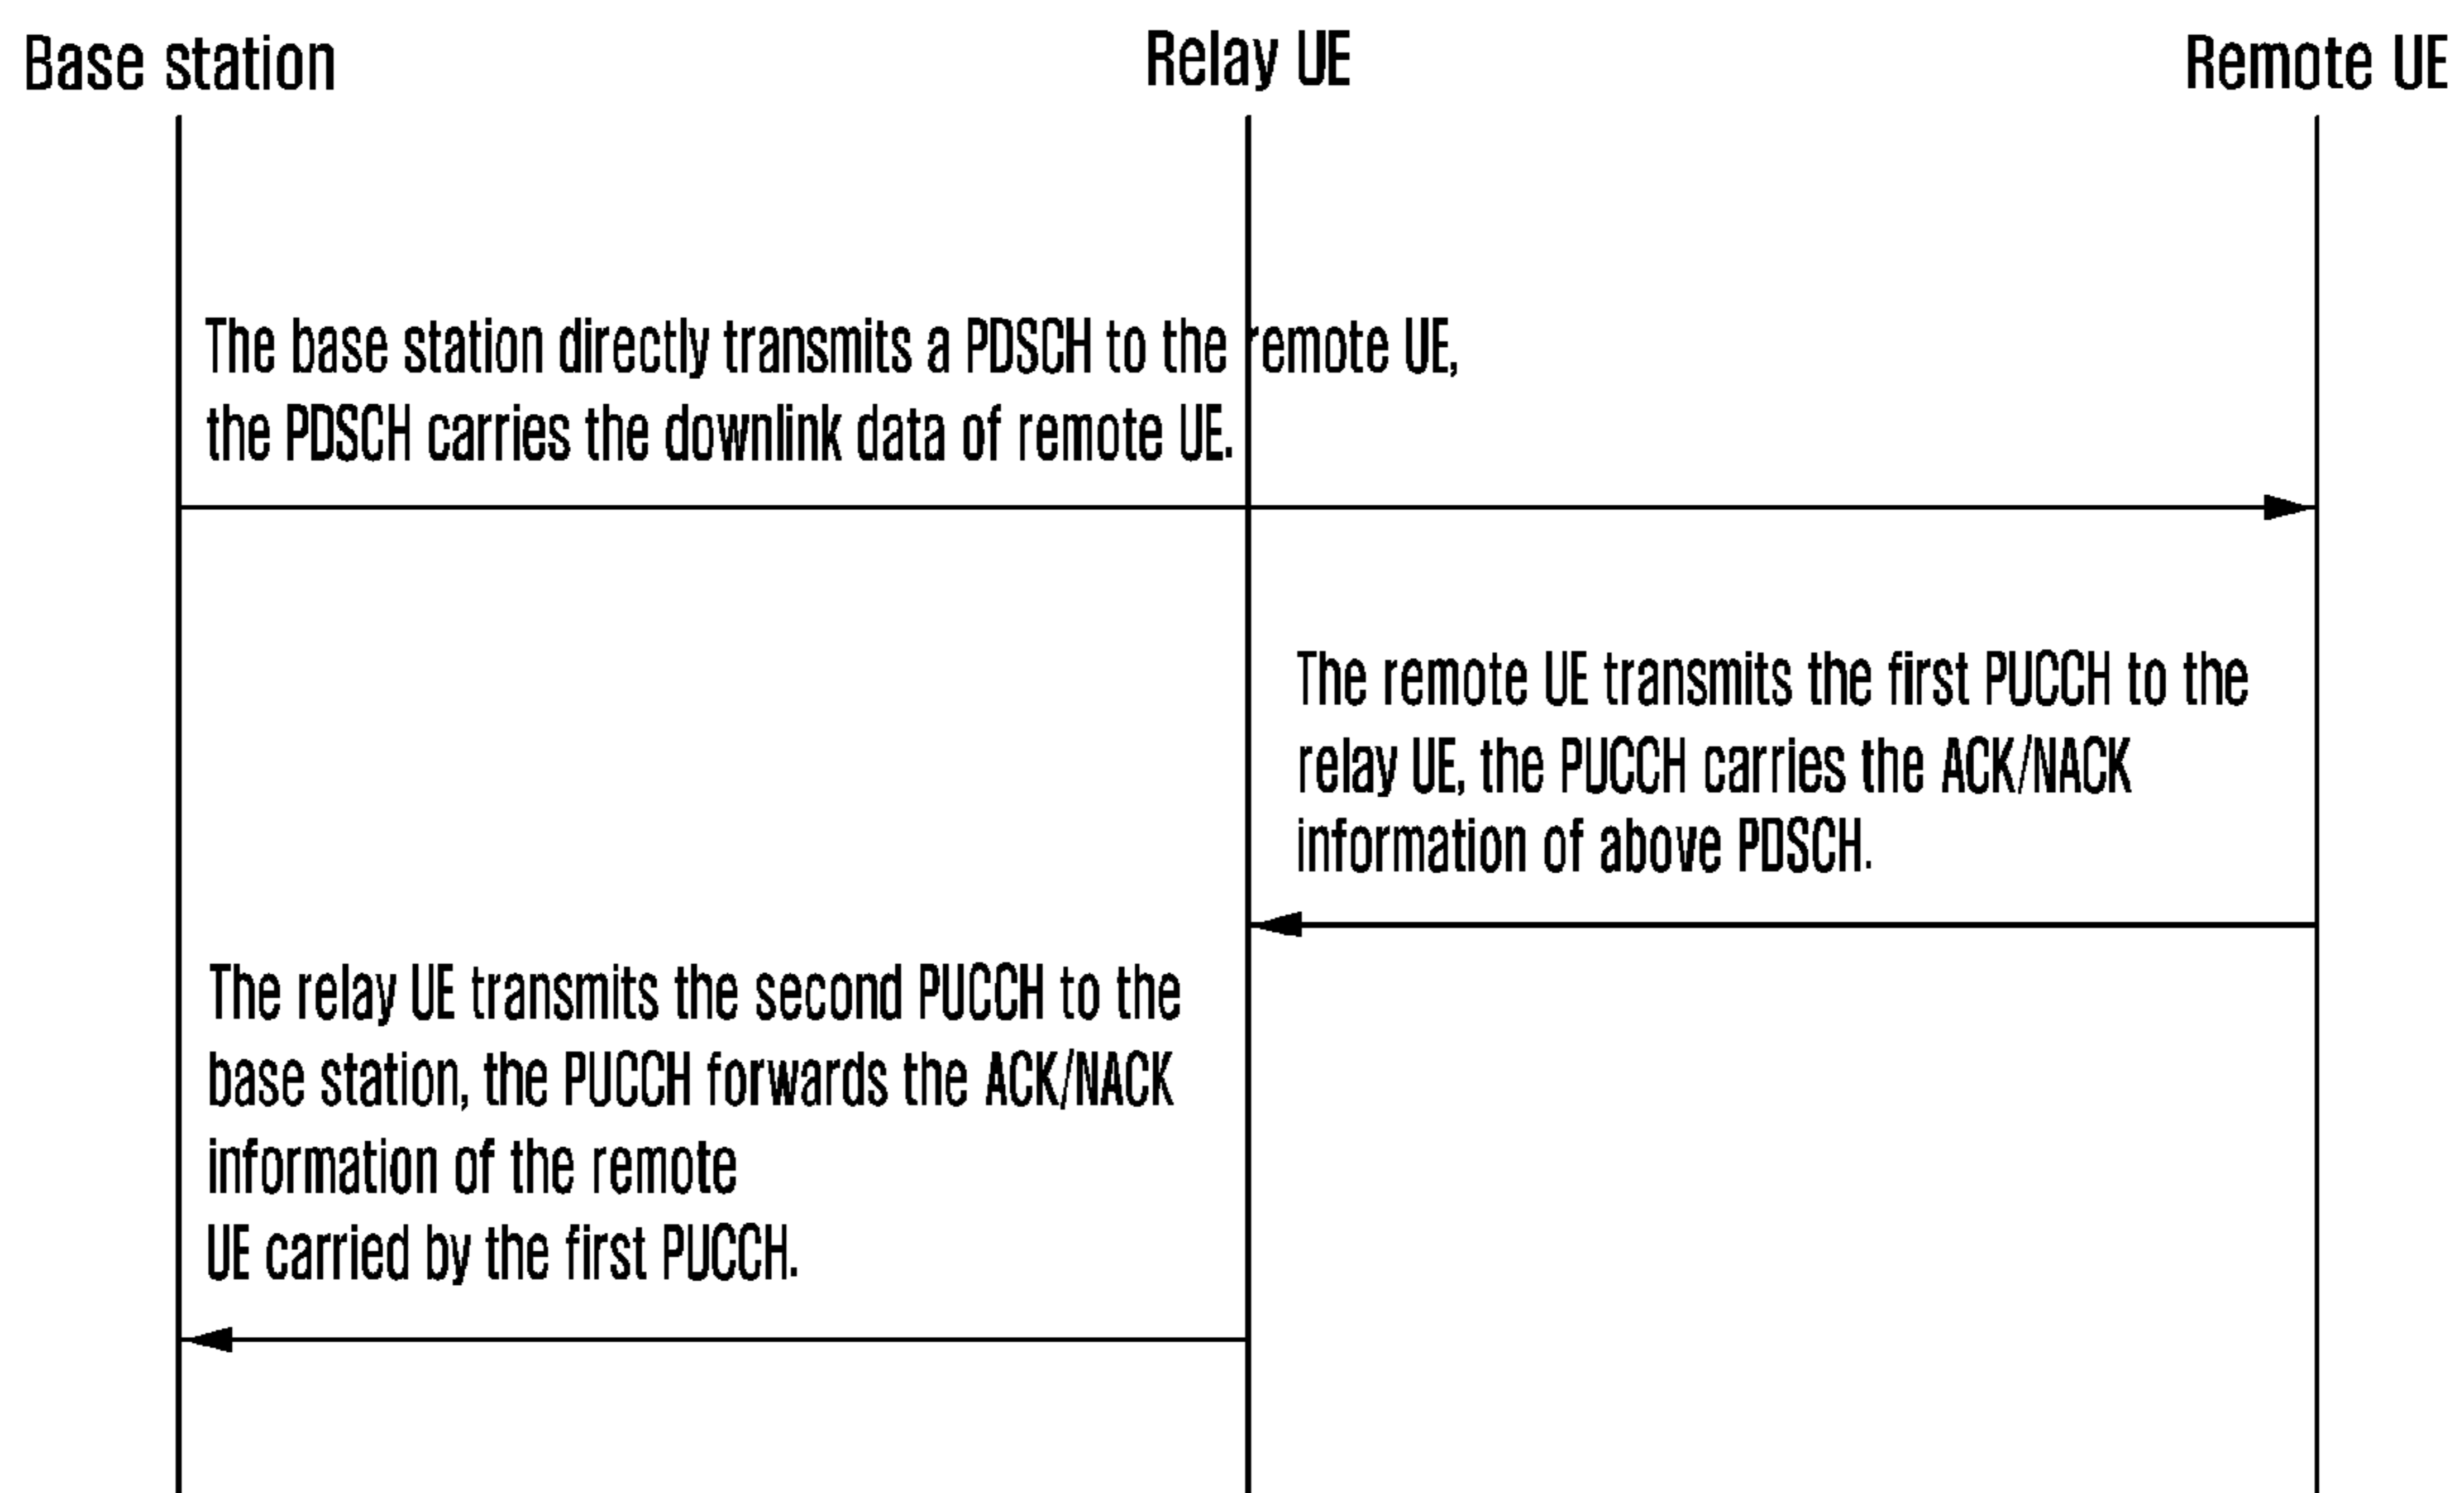 Base station
Relay UE
Remote UE
The base station directly transmits a PDSCH to the remote UE,
the PDSCH carries the downlink data of remote UE.
The remote UE transmits the first PUCCH to the
relay UE, the PUCCH carries the ACK/NACK
information of above PDSCH.
The relay UE transmits the second PUCCH to the
base station, the PUCCH forwards the ACK/NACK
information of the remote
UE carried by the first PUCCH.